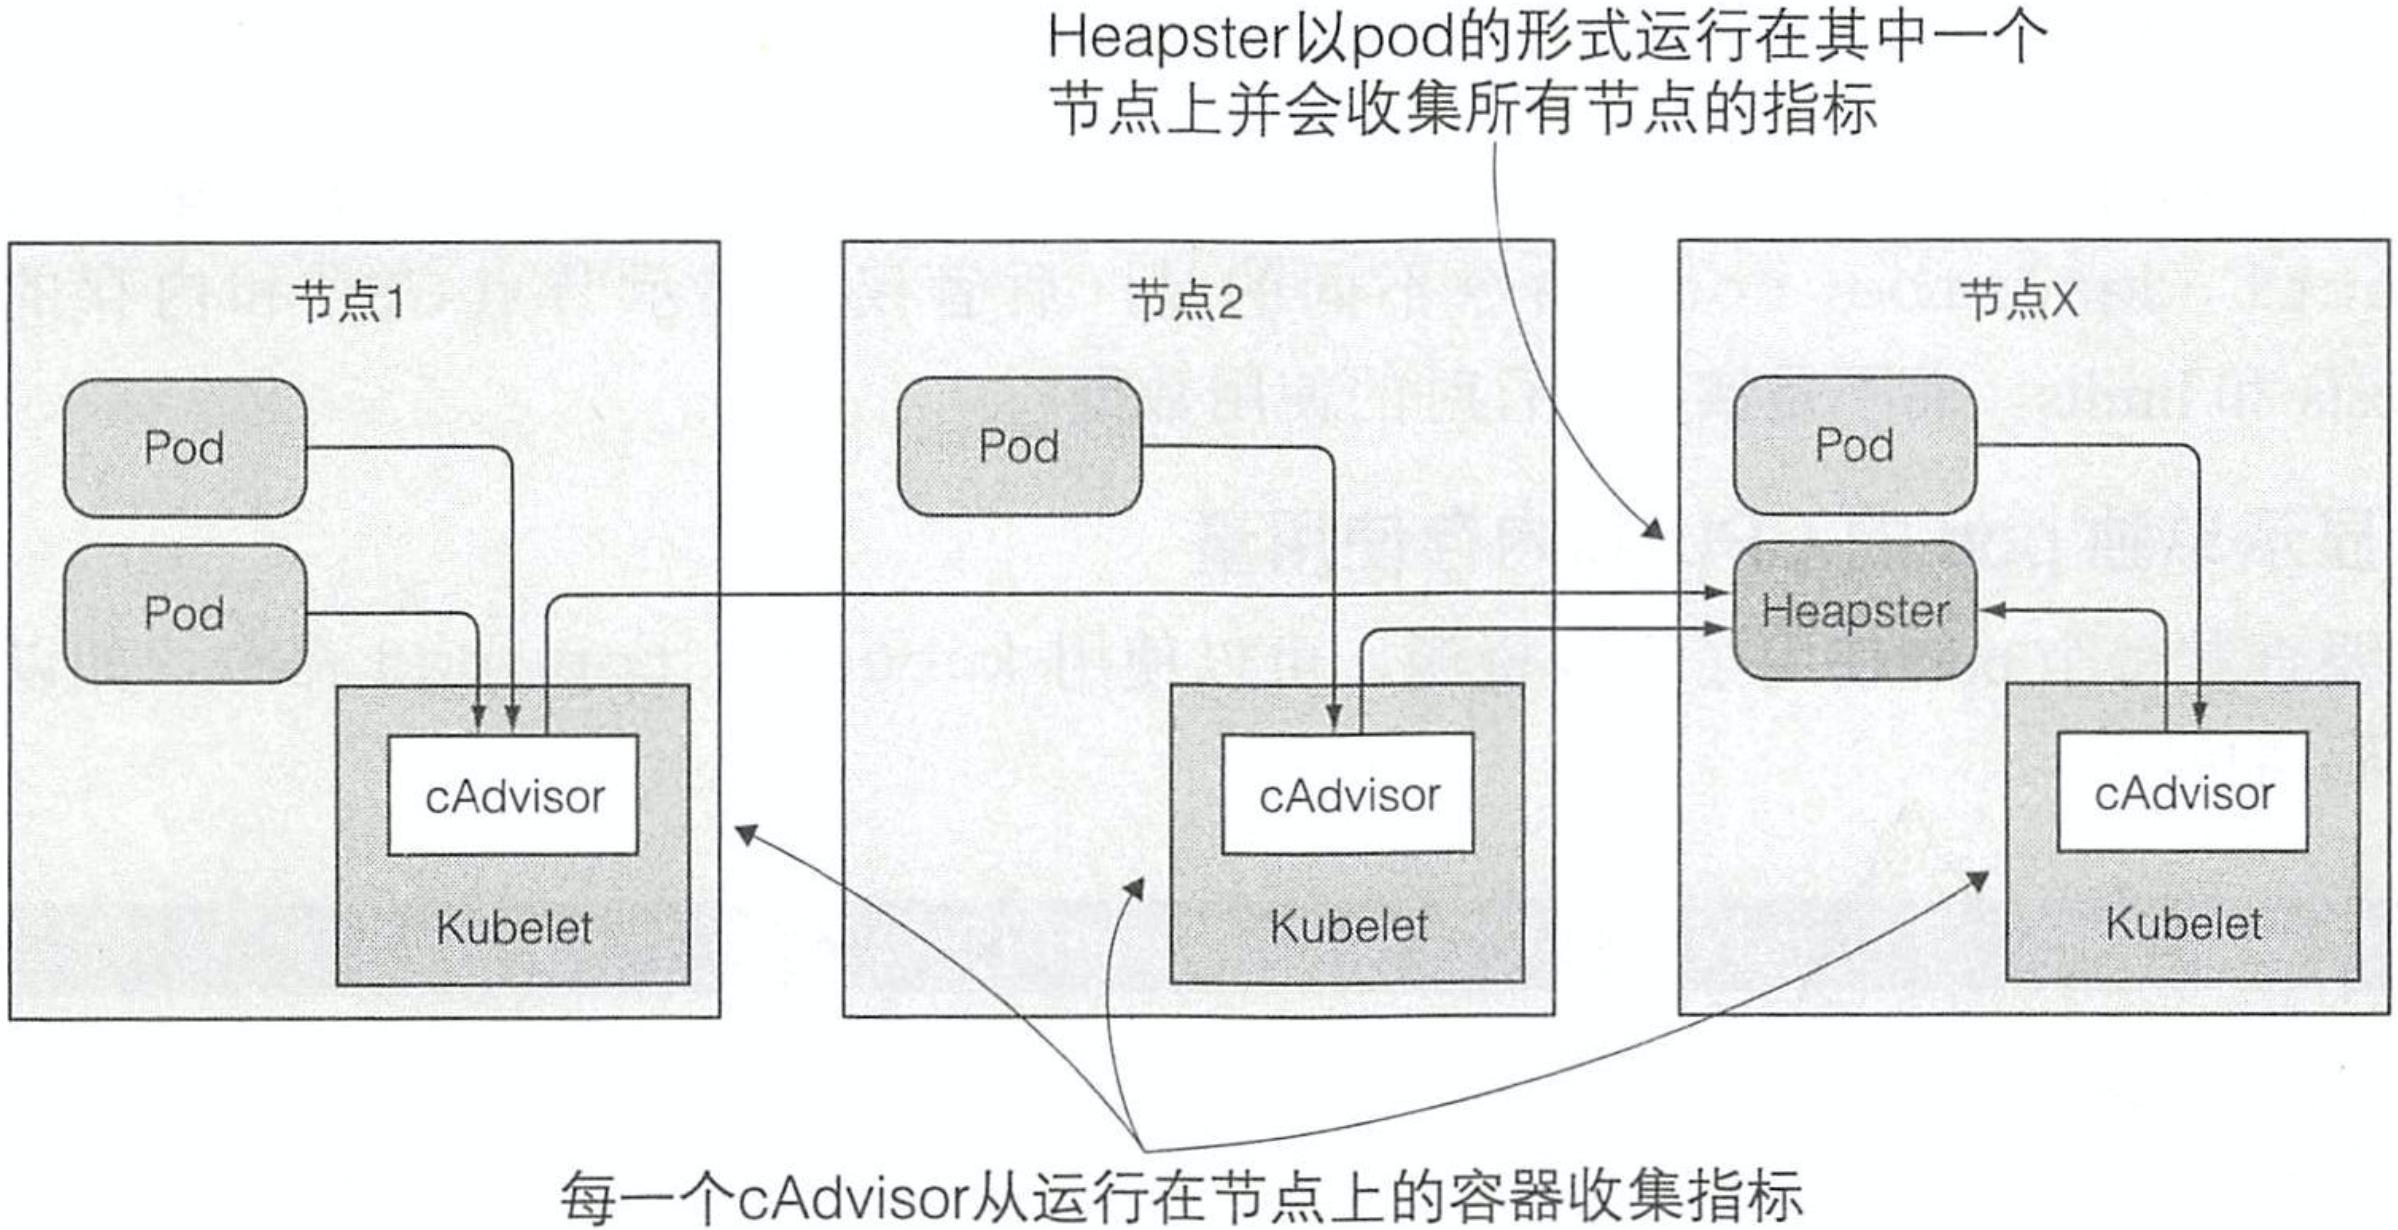 Heapster以pod的形式运行在其中一个
节点上并会收集所有节点的指标
节点1
节点2
节点X
Pod
Pod
Pod
Pod
Heapster
cAdvisor
cAdvisor
cAdvisor
Kubelet
Kubelet
Kubelet
每一个cAdvisor从运行在节点上的容器收集指标